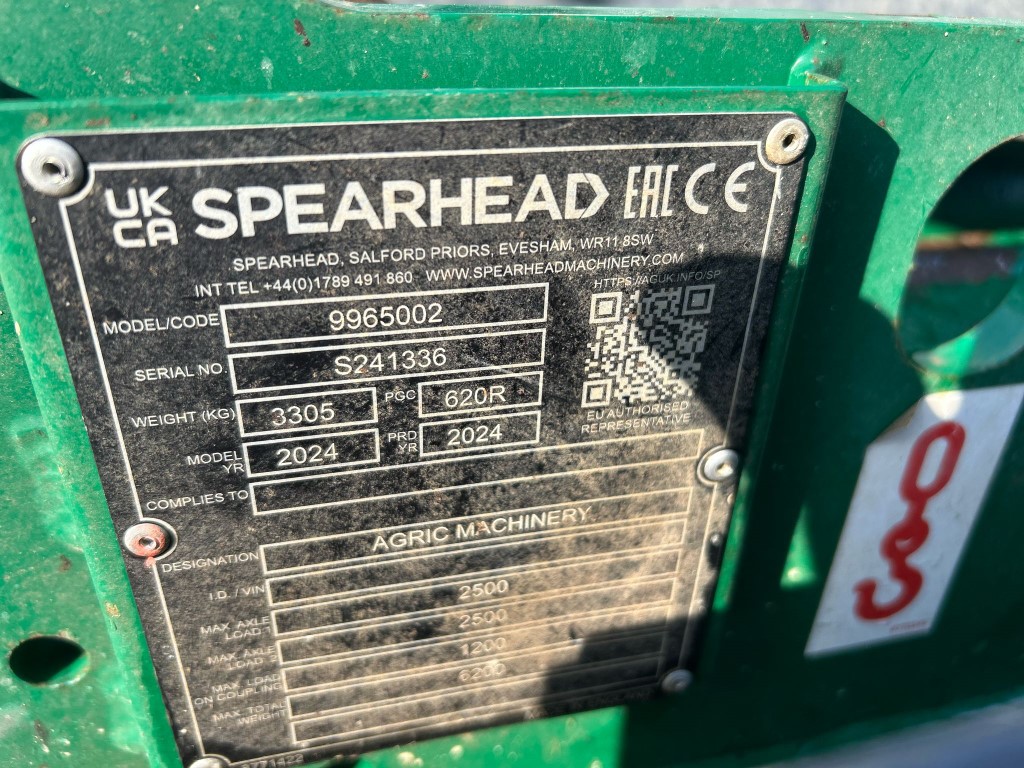 UK
CA SPEARHEAD EAC CE
SPEARHEAD, SALFORD PRIORS, EVESHAM, WR11 8SW
INT TEL +44(0)1789 491 860 WWW.SPEARHEADMACHINERY.COM
HTTPS://AGUK.INFO/SP
MODEL/CODE 9965002
SERIAL NO. S241336
WEIGHT (KG) 3305 PGC 620R
EU AUTHORISED
REPRESENTATIVE
MODEL YR 2024 PRD YR 2024
COMPLIES TO
DESIGNATION AGRIC MACHINERY
I.D. / VIN
MAX. AXLE LOAD 1 2500
MAX. AXLE LOAD 2 2500
MAX. LOAD ON COUPLING 1200
MAX. TOTAL WEIGHT 6200
8771422